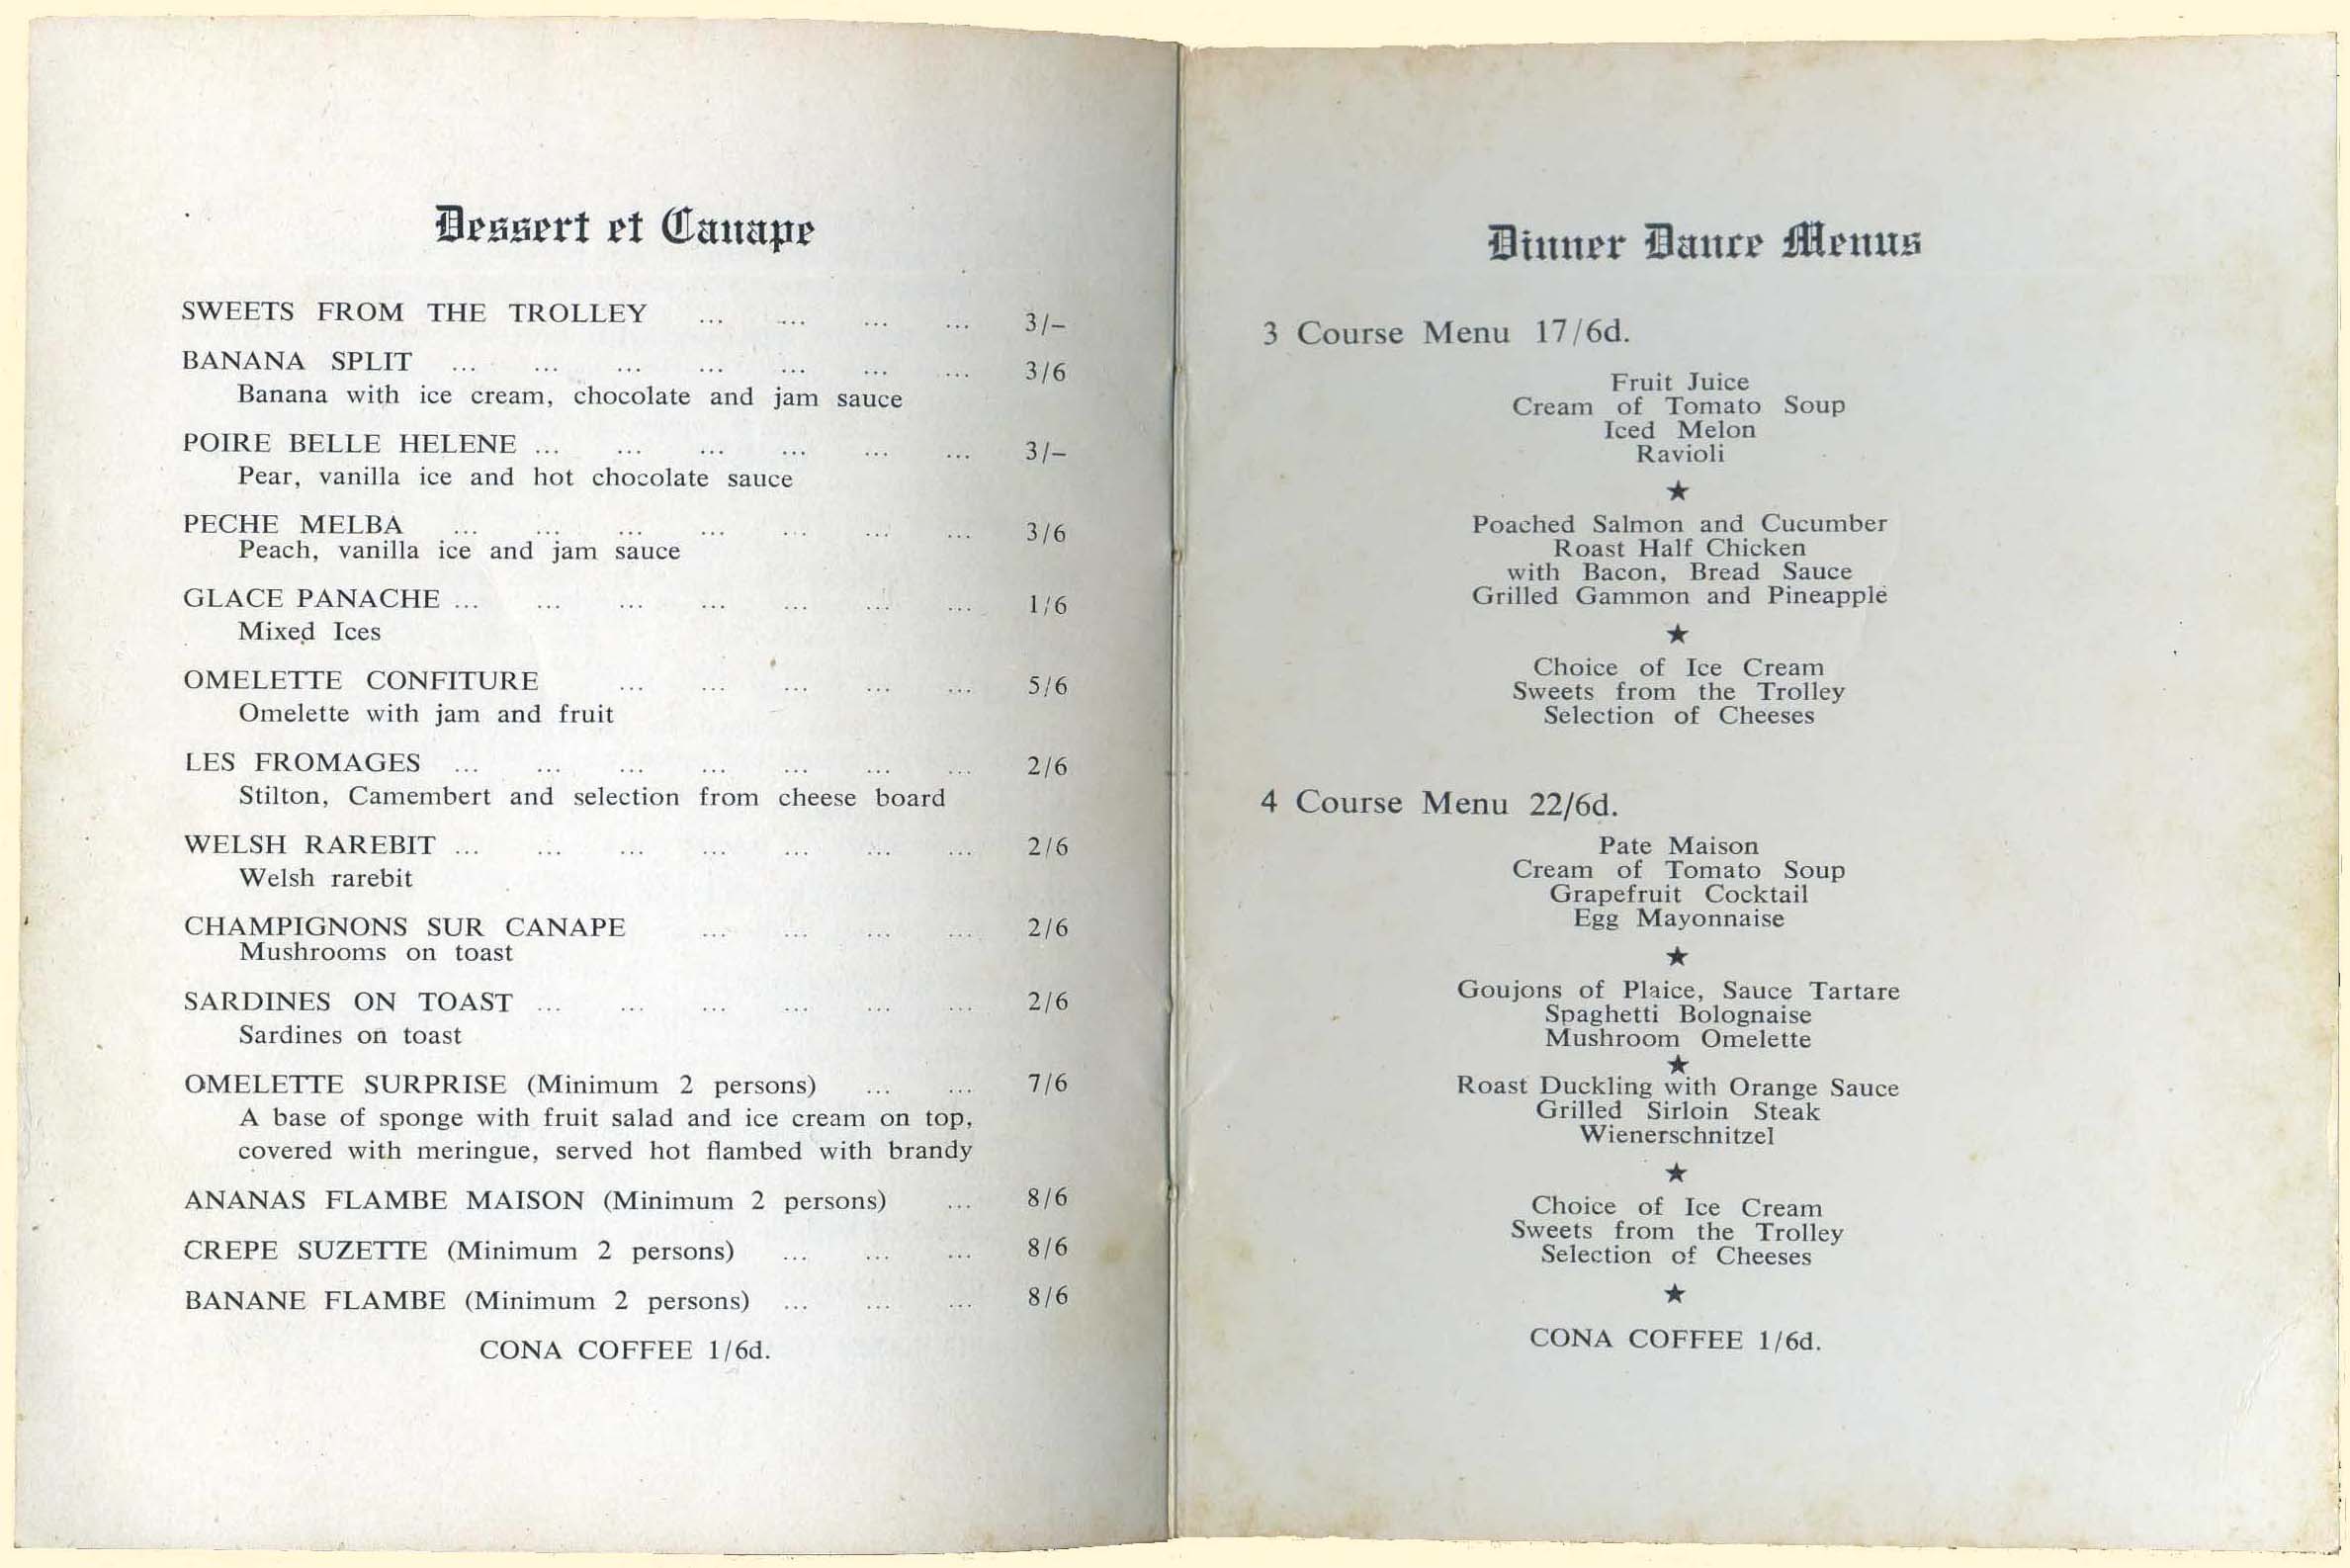 Dessert et Canape
SWEETS FROM THE TROLLEY ... ... ... ... 3/–
BANANA SPLIT ... ... ... ... ... ... ... 3/6
Banana with ice cream, chocolate and jam sauce
POIRE BELLE HELENE ... ... ... ... ... ... 3/–
Pear, vanilla ice and hot chocolate sauce
PECHE MELBA ... ... ... ... ... ... ... 3/6
Peach, vanilla ice and jam sauce
GLACE PANACHE ... ... ... ... ... ... ... 1/6
Mixed Ices
OMELETTE CONFITURE ... ... ... ... ... 5/6
Omelette with jam and fruit
LES FROMAGES ... ... ... ... ... ... ... 2/6
Stilton, Camembert and selection from cheese board
WELSH RAREBIT ... ... ... ... ... ... ... 2/6
Welsh rarebit
CHAMPIGNONS SUR CANAPE ... ... ... ... 2/6
Mushrooms on toast
SARDINES ON TOAST ... ... ... ... ... ... 2/6
Sardines on toast
OMELETTE SURPRISE (Minimum 2 persons) ... ... 7/6
A base of sponge with fruit salad and ice cream on top,
covered with meringue, served hot flambed with brandy
ANANAS FLAMBE MAISON (Minimum 2 persons) ... 8/6
CREPE SUZETTE (Minimum 2 persons) ... ... ... 8/6
BANANE FLAMBE (Minimum 2 persons) ... ... ... 8/6
CONA COFFEE 1/6d.
Dinner Dance Menus
3 Course Menu 17/6d.
Fruit Juice
Cream of Tomato Soup
Iced Melon
Ravioli
★
Poached Salmon and Cucumber
Roast Half Chicken
with Bacon, Bread Sauce
Grilled Gammon and Pineapple
★
Choice of Ice Cream
Sweets from the Trolley
Selection of Cheeses
4 Course Menu 22/6d.
Pate Maison
Cream of Tomato Soup
Grapefruit Cocktail
Egg Mayonnaise
★
Goujons of Plaice, Sauce Tartare
Spaghetti Bolognaise
Mushroom Omelette
★
Roast Duckling with Orange Sauce
Grilled Sirloin Steak
Wienerschnitzel
★
Choice of Ice Cream
Sweets from the Trolley
Selection of Cheeses
★
CONA COFFEE 1/6d.